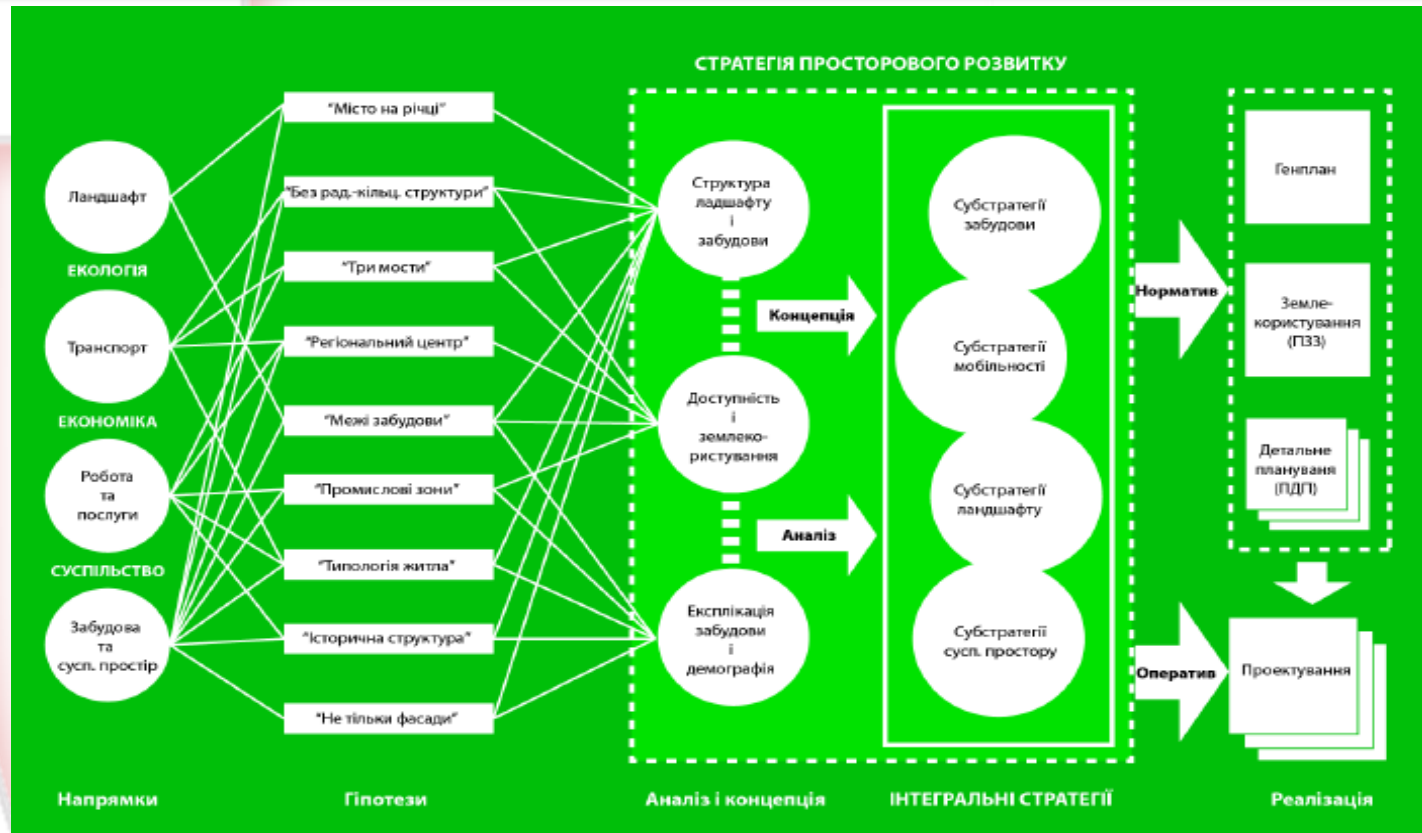 СТРАТЕГІЯ ПРОСТОРОВОГО РОЗВИТКУ
Ландшафт
ЕКОЛОГІЯ
Транспорт
ЕКОНОМІКА
Робота
та
послуги
СУСПІЛЬСТВО
Забудова
та
сусп. простір
Напрямки
"Місто на річці"
"Без рад.-кільц. структури"
"Три мости"
"Регіональний центр"
"Межі забудови"
"Промислові зони"
"Типологія житла"
"Історична структура"
"Не тільки фасади"
Гіпотези
Структура
ладшафту
і
забудови
Доступність
і
землеко-
ристування
Експлікація
забудови
і
демографія
Аналіз і концепція
Концепція
Аналіз
Субстратегії
забудови
Субстратегії
мобільності
Субстратегії
ландшафту
Субстратегії
сусп. простору
ІНТЕГРАЛЬНІ СТРАТЕГІЇ
Норматив
Оператив
Генплан
Земле-
користування
(ПЗЗ)
Детальне
плануваня
(ПДП)
Проектування
Реалізація